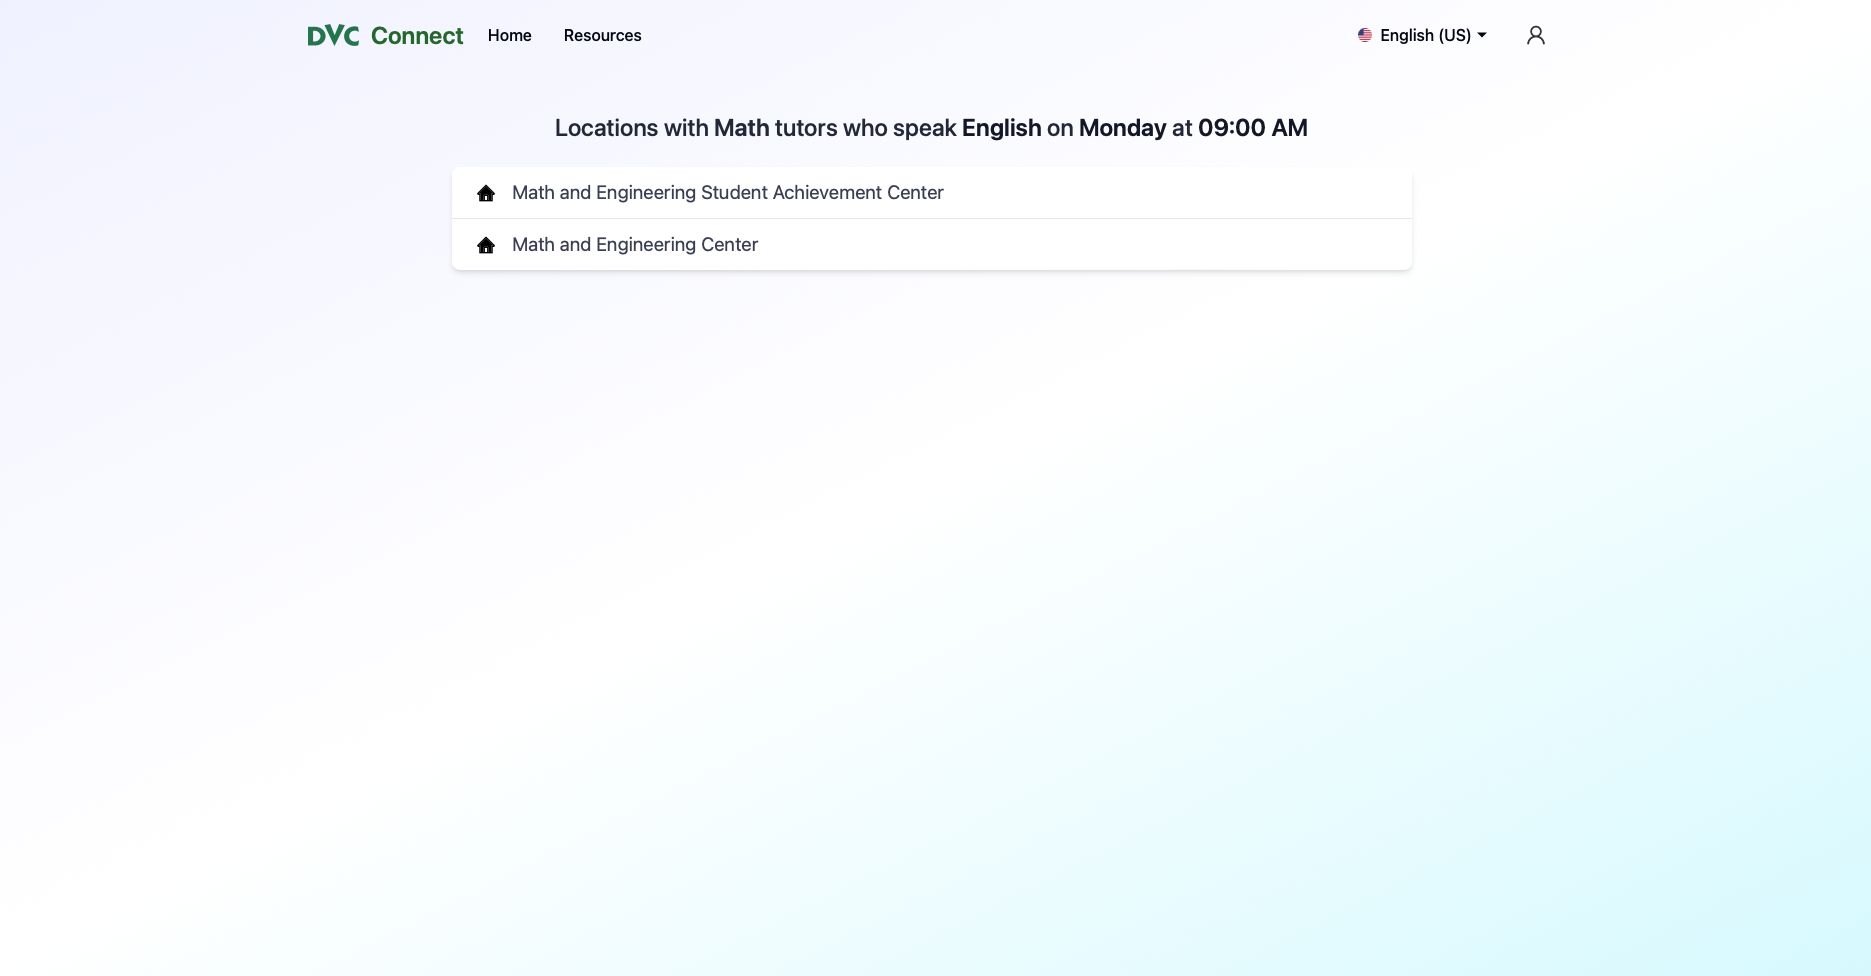 DVC Connect Home Resources English (US)
Locations with Math tutors who speak English on Monday at 09:00 AM
Math and Engineering Student Achievement Center
Math and Engineering Center